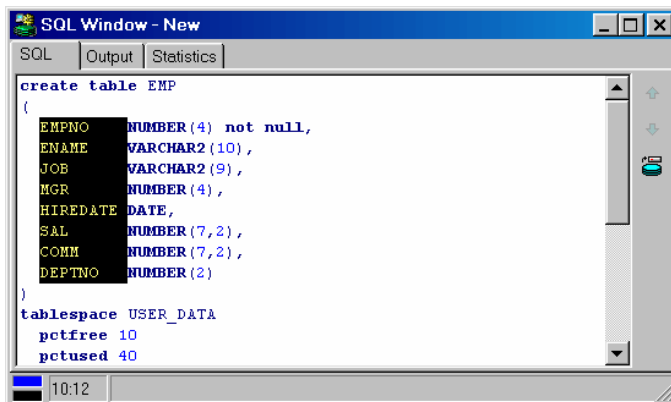 SQL Window - New
SQL Output Statistics
create table EMP
(
EMPNO NUMBER(4) not null,
ENAME VARCHAR2(10),
JOB VARCHAR2(9),
MGR NUMBER(4),
HIREDATE DATE,
SAL NUMBER(7,2),
COMM NUMBER(7,2),
DEPTNO NUMBER(2)
)
tablespace USER_DATA
pctfree 10
pctused 40
10:12